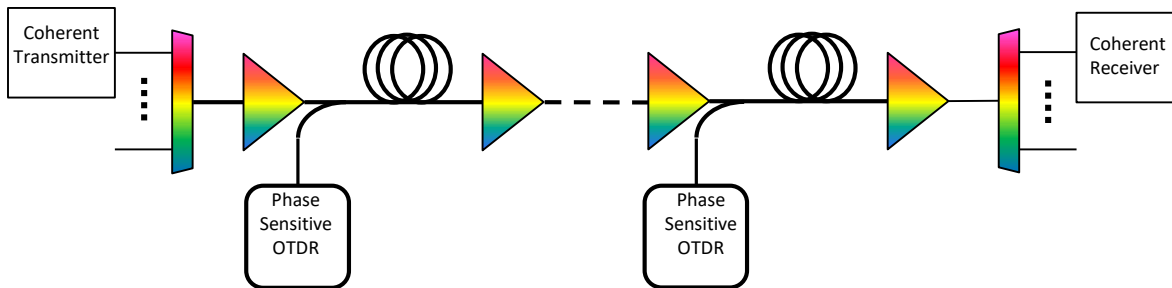 Coherent
Transmitter
Coherent
Receiver
Phase
Sensitive
OTDR
Phase
Sensitive
OTDR